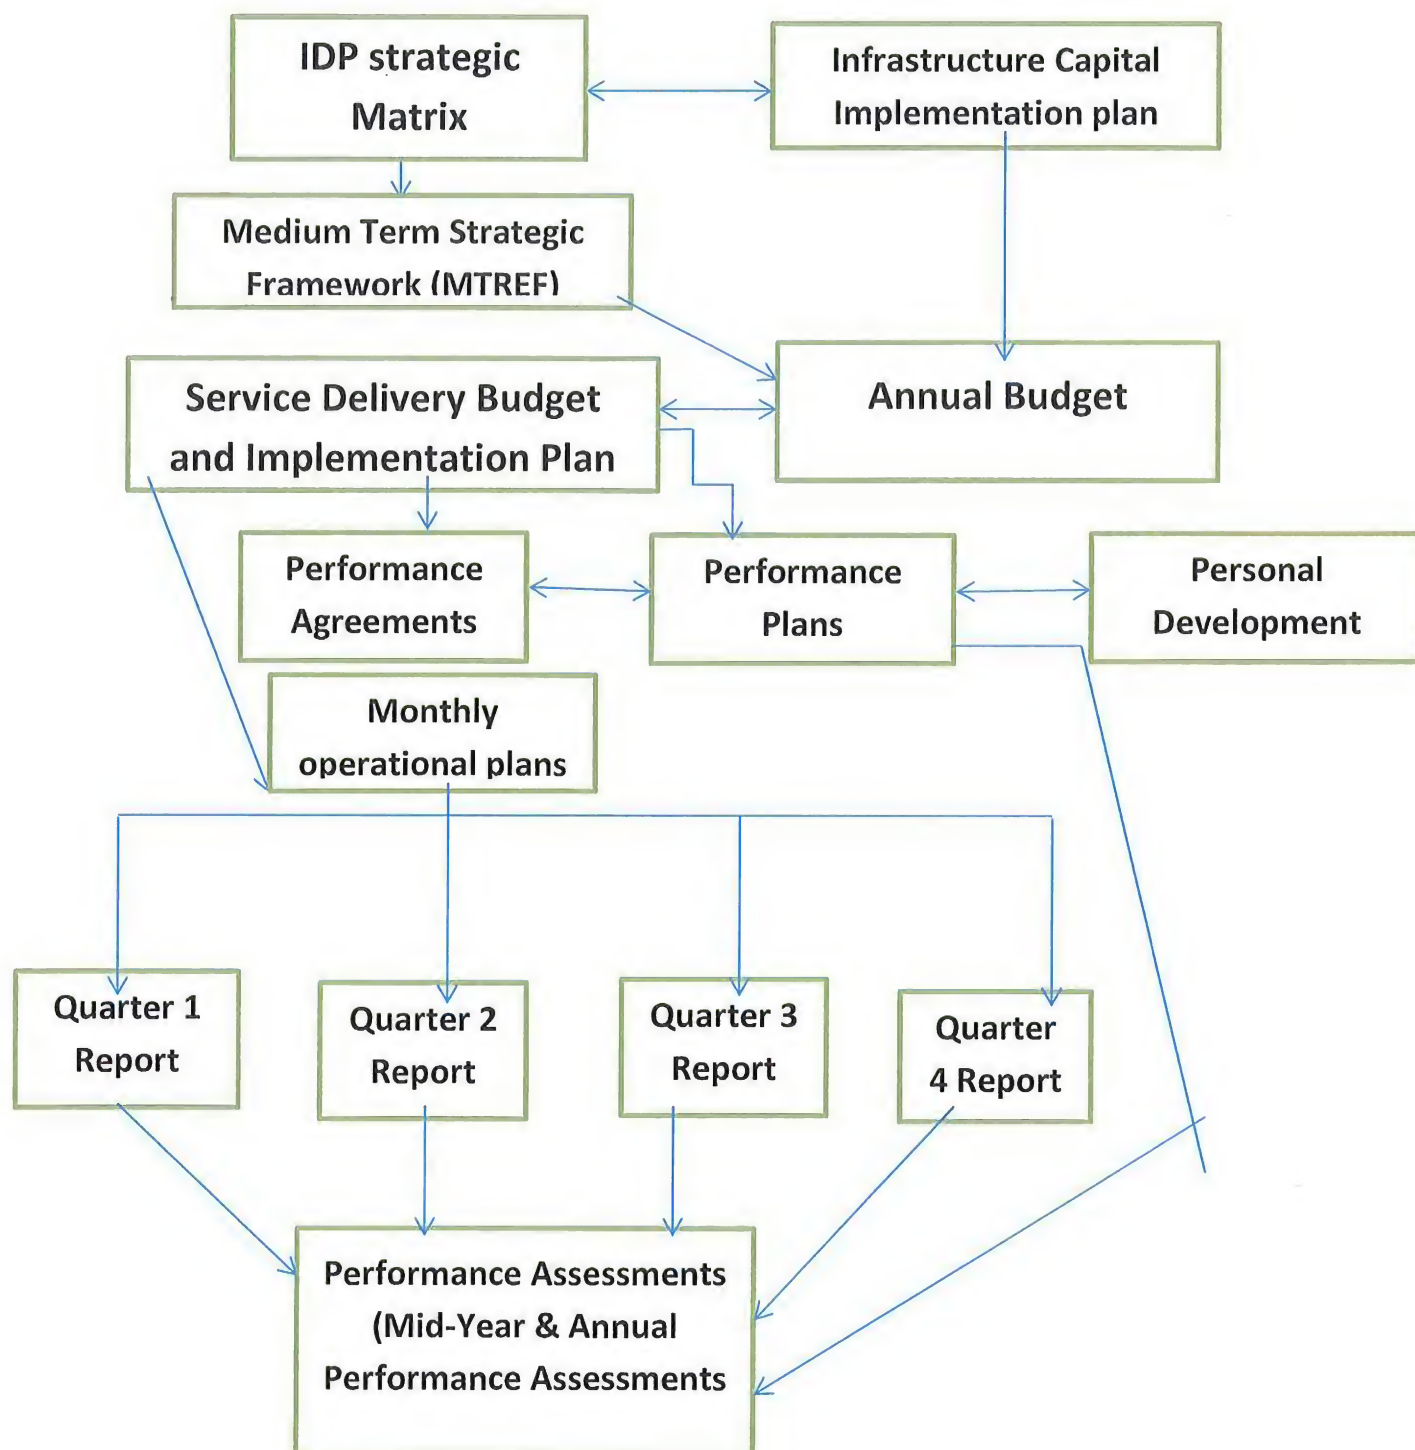 IDP strategic
Matrix
Infrastructure Capital
Implementation plan
Medium Term Strategic
Framework (MTREF)
Service Delivery Budget
and Implementation Plan
Annual Budget
Performance
Agreements
Performance
Plans
Personal
Development
Monthly
operational plans
Quarter 1
Report
Quarter 2
Report
Quarter 3
Report
Quarter
4 Report
Performance Assessments
(Mid-Year & Annual
Performance Assessments